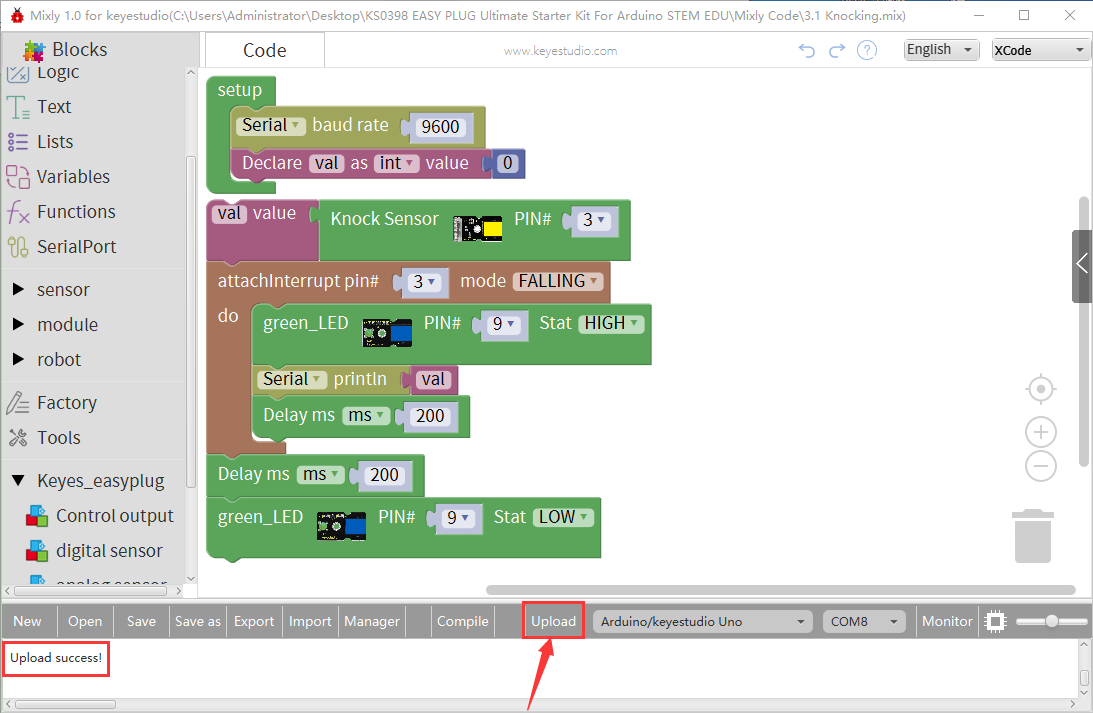 Mixly 1.0 for keyestudio(C:\Users\Administrator\Desktop\KS0398 EASY PLUG Ultimate Starter Kit For Arduino STEM EDU\Mixly Code\3.1 Knocking.mix)
Blocks
Code
www.keyestudio.com
?
English
XCode
Logic
Text
Lists
Variables
Functions
SerialPort
sensor
module
robot
Factory
Tools
Keyes_easyplug
Control output
digital sensor
analog sensor
setup
Serial baud rate 9600
Declare val as int value 0
val value Knock Sensor PIN# 3
attachInterrupt pin# 3 mode FALLING
do green_LED PIN# 9 Stat HIGH
Serial println val
Delay ms ms 200
Delay ms ms 200
green_LED PIN# 9 Stat LOW
New Open Save Save as Export Import Manager Compile Upload Arduino/keyestudio Uno COM8 Monitor
Upload success!